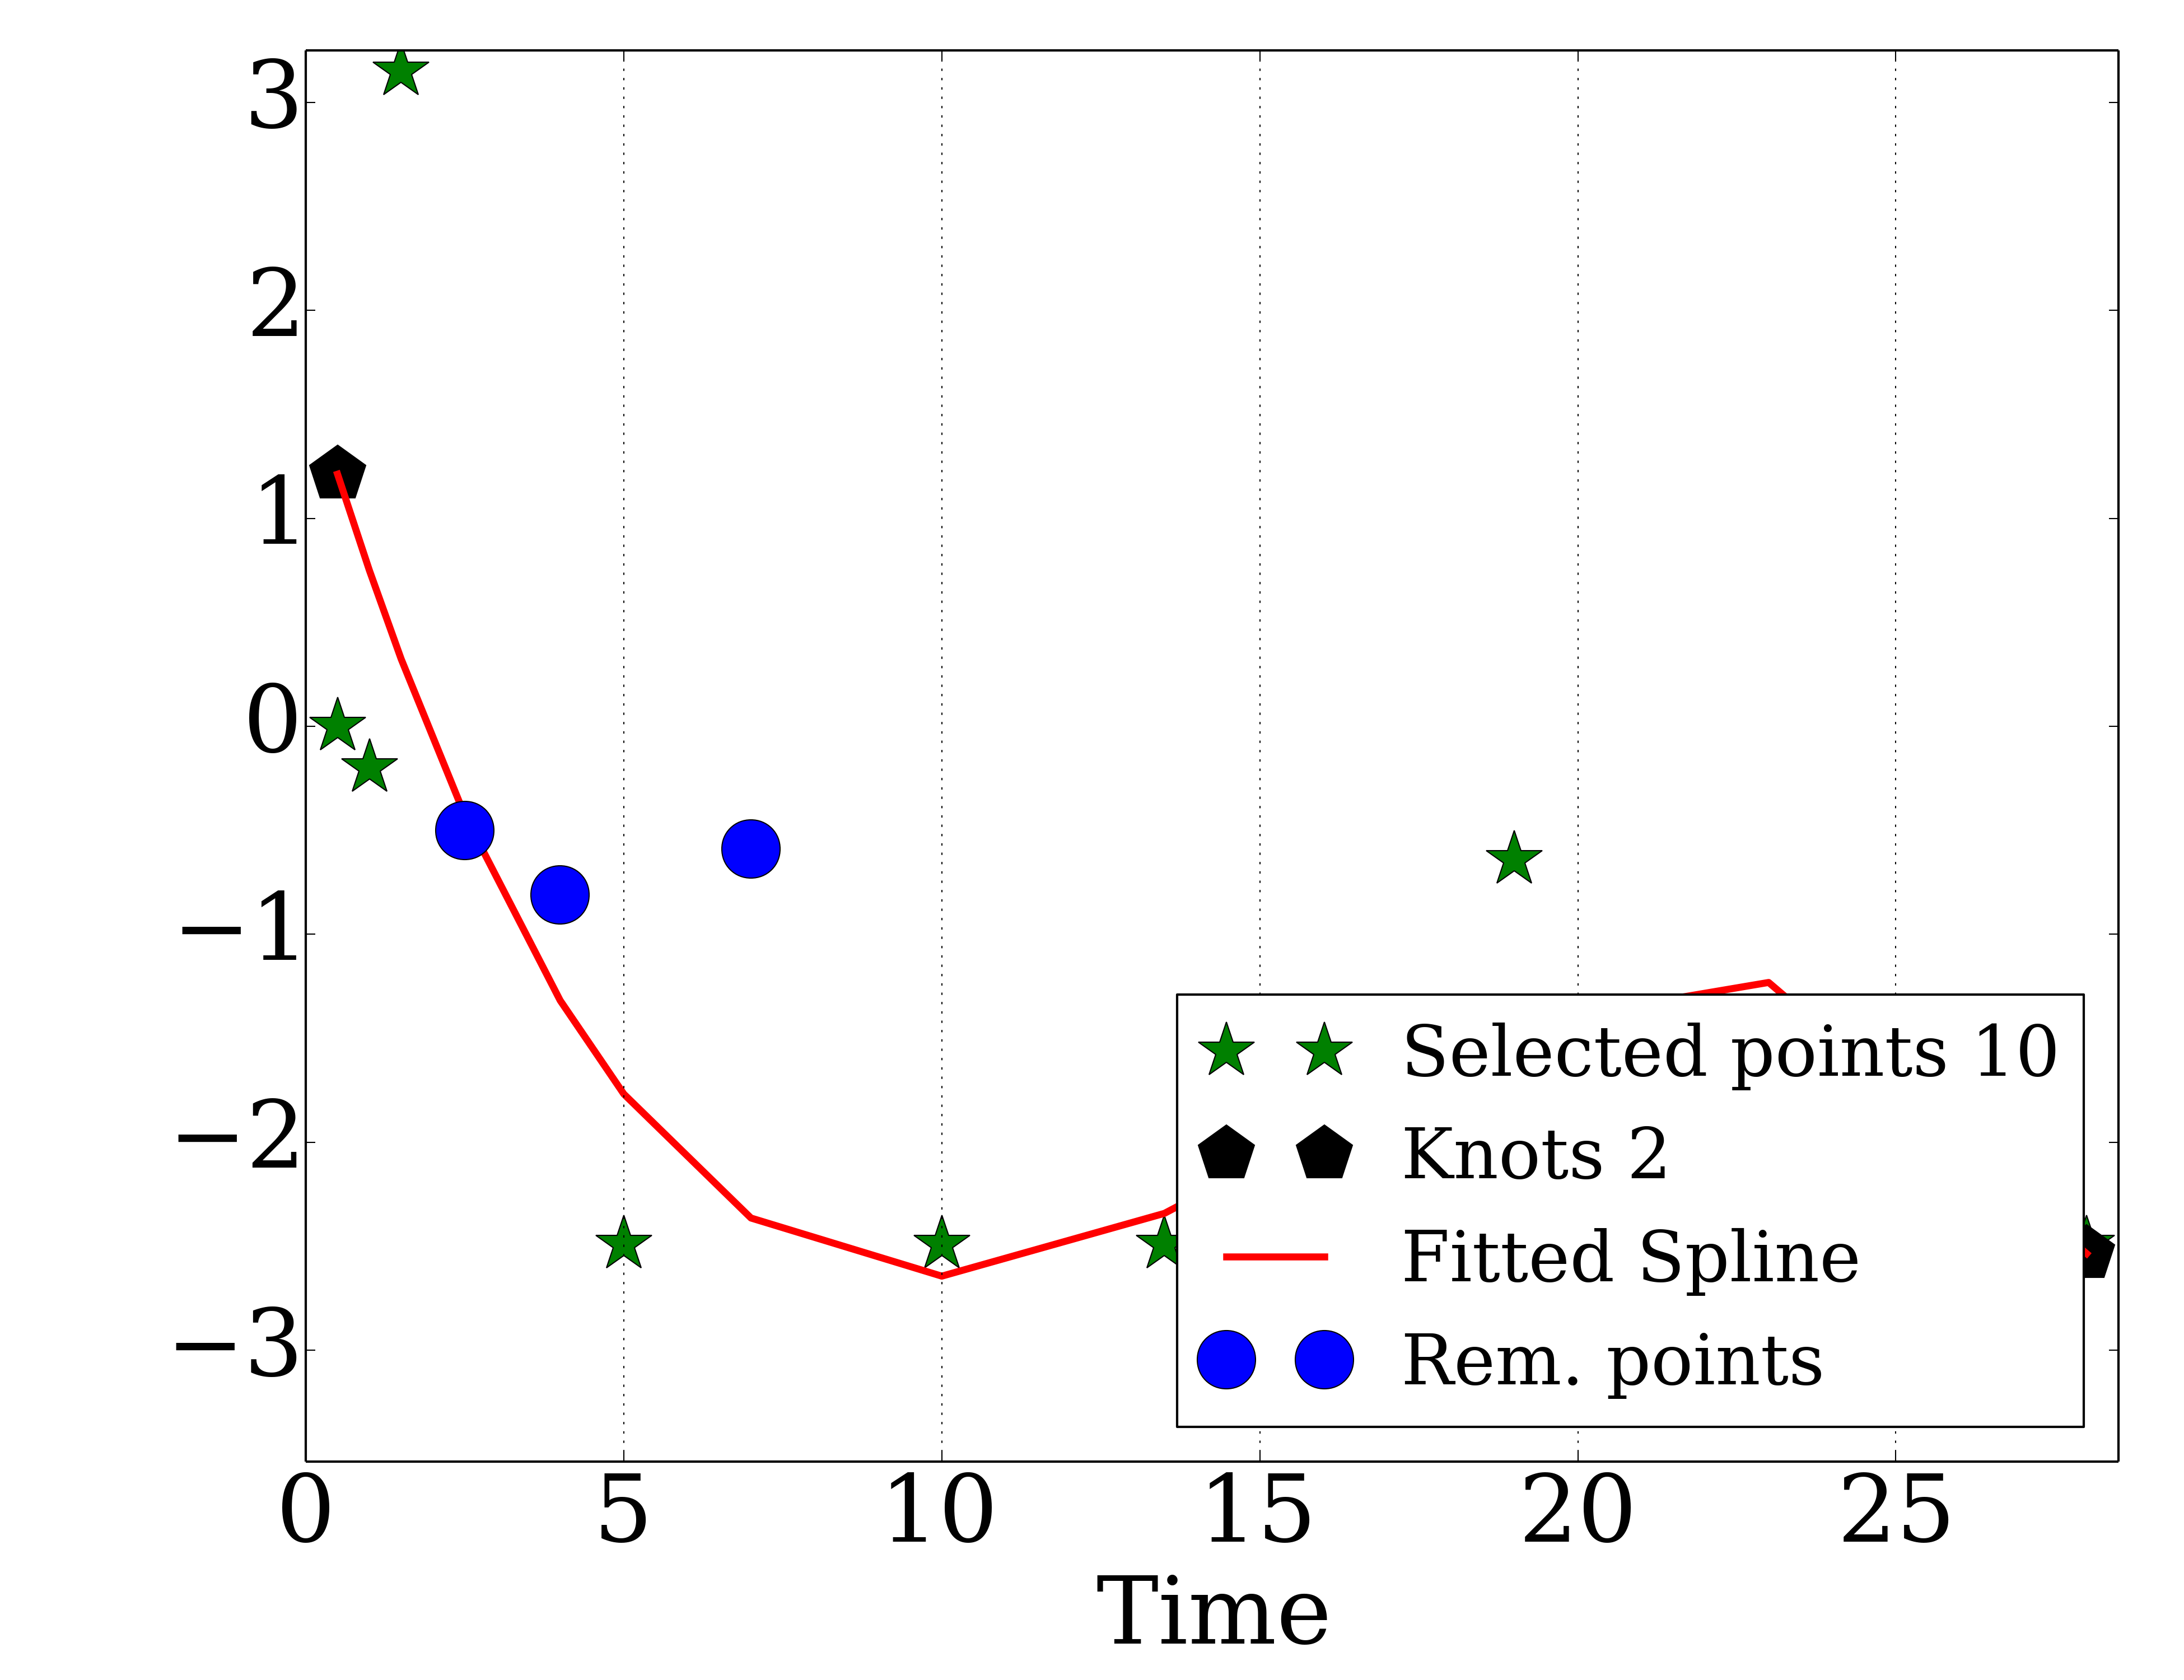 3
2
1
0
−1
−2
−3
Selected points 10
Knots 2
Fitted Spline
Rem. points
0 5 10 15 20 25
Time